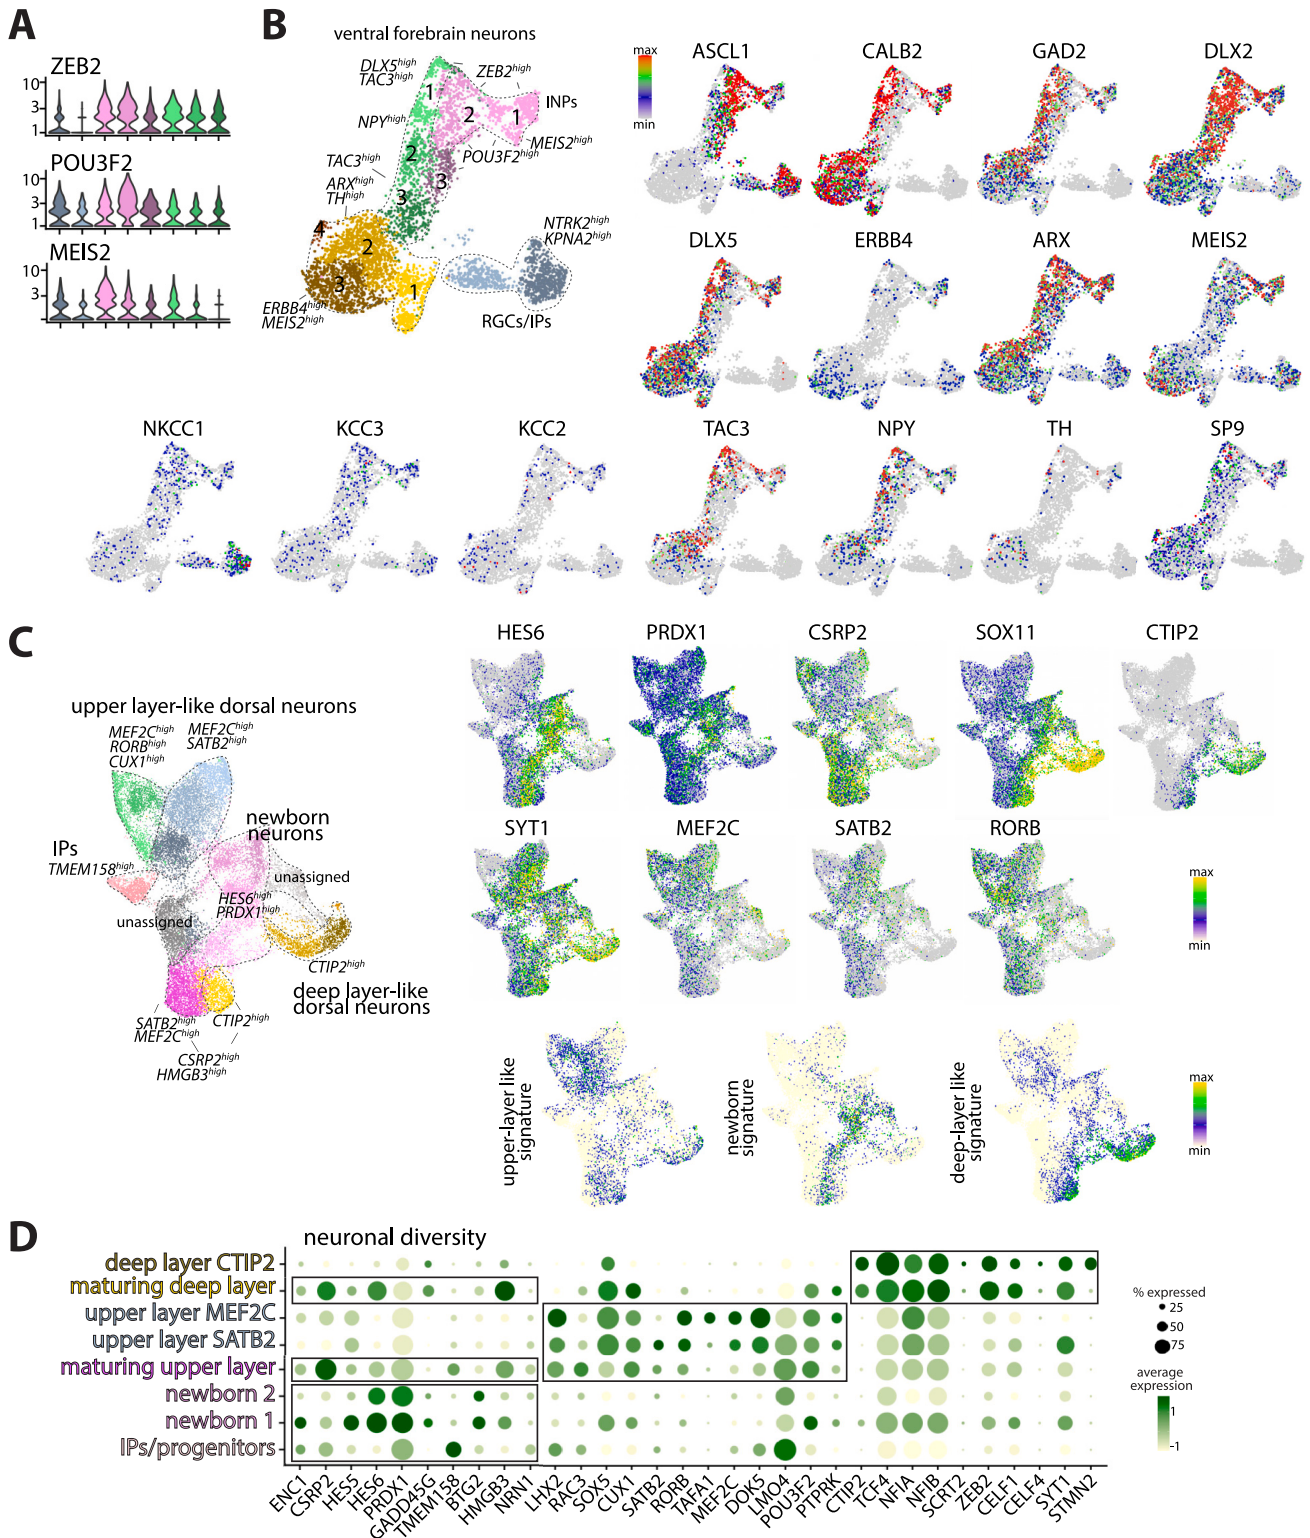 A
ZEB2
10
3
1
POU3F2
10
3
1
MEIS2
10
3
B
ventral forebrain neurons
DLX5high
TAC3high
ZEB2high
1
2
1
INPs
NPYhigh
MEIS2high
POU3F2high
2
3
TAC3high
ARXhigh
THhigh
3
4
2
3
1
NTRK2high
KPNA2high
ERBB4high
MEIS2high
RGCs/IPs
max
min
ASCL1 CALB2 GAD2 DLX2
DLX5 ERBB4 ARX MEIS2
NKCC1 KCC3 KCC2 TAC3 NPY TH SP9
C
upper layer-like dorsal neurons
MEF2Chigh
RORBhigh
CUX1high
MEF2Chigh
SATB2high
newborn
neurons
IPs
TMEM158high
unassigned
HES6high
PRDX1high
unassigned
CTIP2high
deep layer-like
dorsal neurons
SATB2high
MEF2Chigh
CTIP2high
CSRP2high
HMGB3high
HES6 PRDX1 CSRP2 SOX11 CTIP2
SYT1 MEF2C SATB2 RORB
max
min
upper-layer like
signature
newborn
signature
deep-layer like
signature
max
min
D
neuronal diversity
deep layer CTIP2
maturing deep layer
upper layer MEF2C
upper layer SATB2
maturing upper layer
newborn 2
newborn 1
IPs/progenitors
ENC1
CSRP2
HES5
HES6
PRDX1
GADD45G
TMEM158
BTG2
HMGB3
NRN1
LHX2
RAC3
SOX5
CUX1
SATB2
RORB
TAFA1
MEF2C
DOK5
LMO4
POU3F2
PTPRK
CTIP2
TCF4
NFIA
NFIB
SCRT2
ZEB2
CELF1
CELF4
SYT1
STMN2
% expressed
25
50
75
average
expression
1
-1